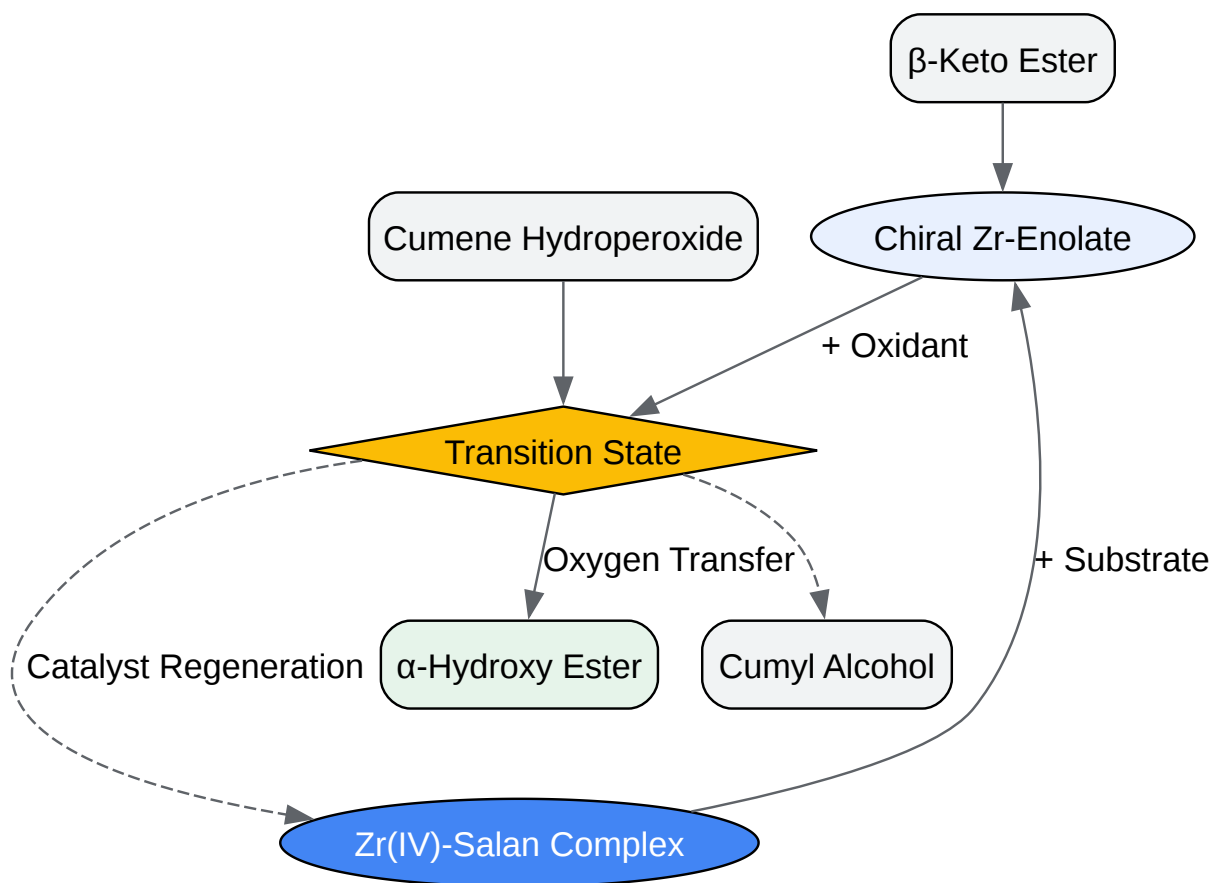 β-Keto Ester
Cumene Hydroperoxide
Chiral Zr-Enolate
+ Oxidant
Transition State
Oxygen Transfer
+ Substrate
Catalyst Regeneration
α-Hydroxy Ester
Cumyl Alcohol
Zr(IV)-Salan Complex